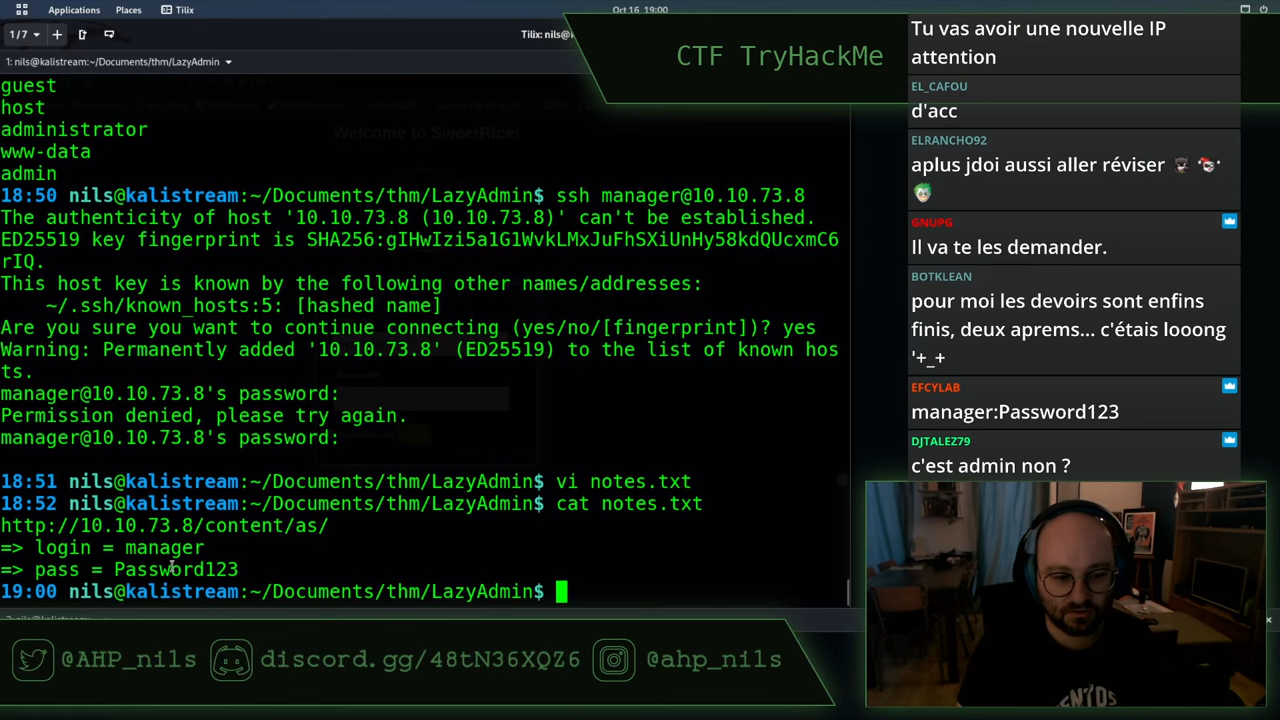 Applications Places Tilix
Oct 16, 19:00
1/7
Tilix: nils@
1: nils@kalistream:~/Documents/thm/LazyAdmin
CTF TryHackMe
Welcome to SweetRice!
guest
host
administrator
www-data
admin
18:50 nils@kalistream:~/Documents/thm/LazyAdmin$ ssh manager@10.10.73.8
The authenticity of host '10.10.73.8 (10.10.73.8)' can't be established.
ED25519 key fingerprint is SHA256:gIHwIzi5a1G1WvkLMxJuFhSXiUnHy58kdQUcxmC6
rIQ.
This host key is known by the following other names/addresses:
~/.ssh/known_hosts:5: [hashed name]
Are you sure you want to continue connecting (yes/no/[fingerprint])? yes
Warning: Permanently added '10.10.73.8' (ED25519) to the list of known hos
ts.
manager@10.10.73.8's password:
Permission denied, please try again.
manager@10.10.73.8's password:
18:51 nils@kalistream:~/Documents/thm/LazyAdmin$ vi notes.txt
18:52 nils@kalistream:~/Documents/thm/LazyAdmin$ cat notes.txt
http://10.10.73.8/content/as/
=> login = manager
=> pass = Password123
19:00 nils@kalistream:~/Documents/thm/LazyAdmin$
Tu vas avoir une nouvelle IP
attention
EL_CAFOU
d'acc
ELRANCHO92
aplus jdoi aussi aller réviser
GNUPG
Il va te les demander.
BOTKLEAN
pour moi les devoirs sont enfins
finis, deux aprems... c'étais looong
'+_+
EFCYLAB
manager:Password123
DJTALEZ79
c'est admin non ?
@AHP_nils discord.gg/48tN36XQZ6 @ahp_nils